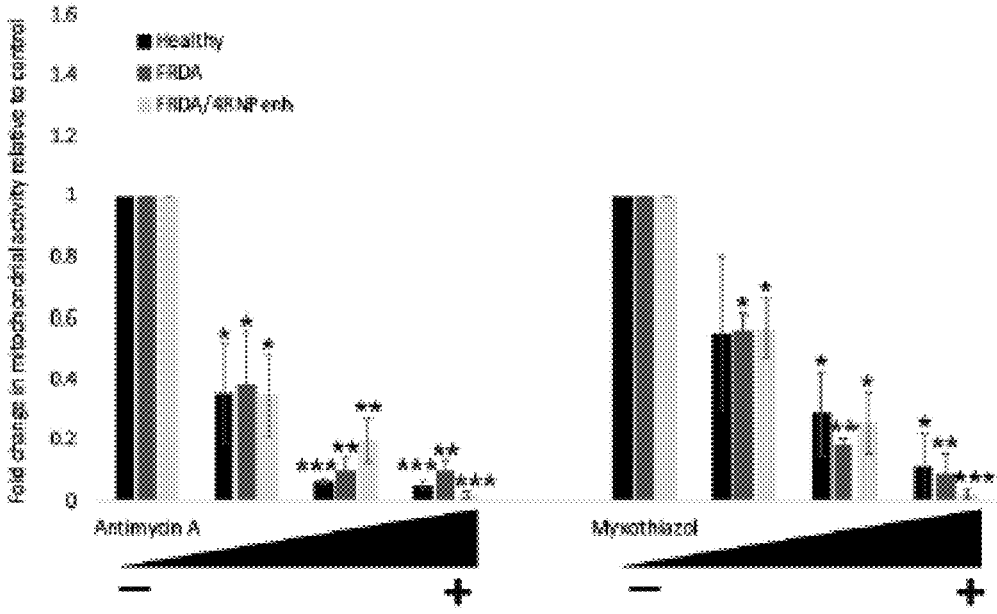 Fold change in mitochondrial activity relative to control
1.6
1.4
1.2
1
0.8
0.6
0.4
0.2
0
Healthy
FRDA
FRDA/4RNP enh
* * *
*** ** **
*** ** ***
* *
* ** *
* ** ***
Antimycin A
Myxothiazol
− +
− +